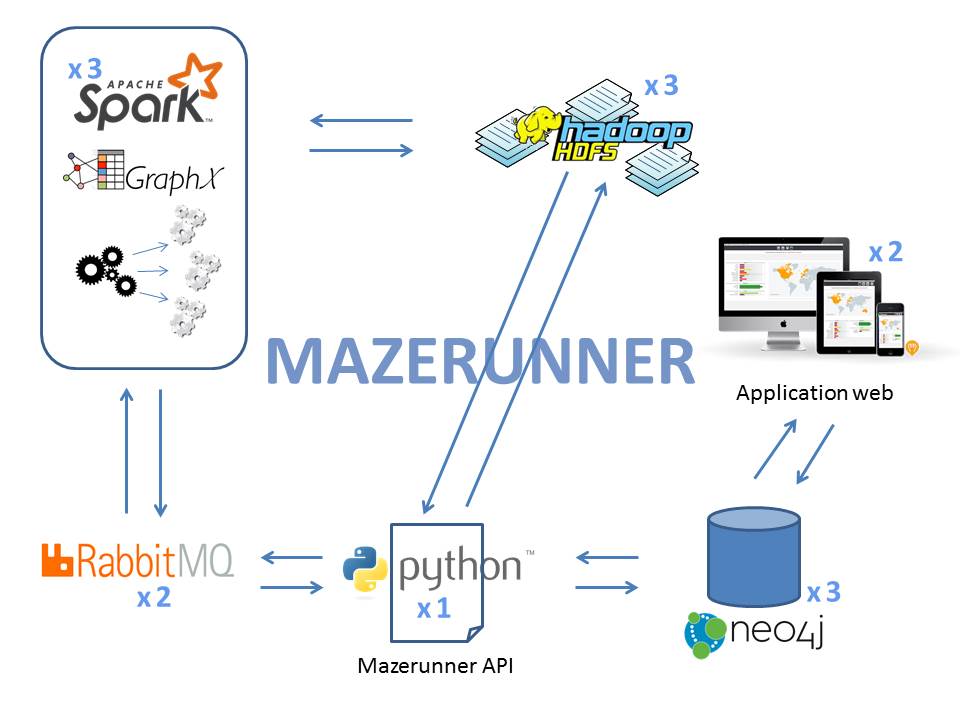 x 3
APACHE
Spark™
GraphX
x 3
hadoop
HDFS
x 2
MAZERUNNER
Application web
RabbitMQ
x 2
python™
x 1
Mazerunner API
x 3
neo4j